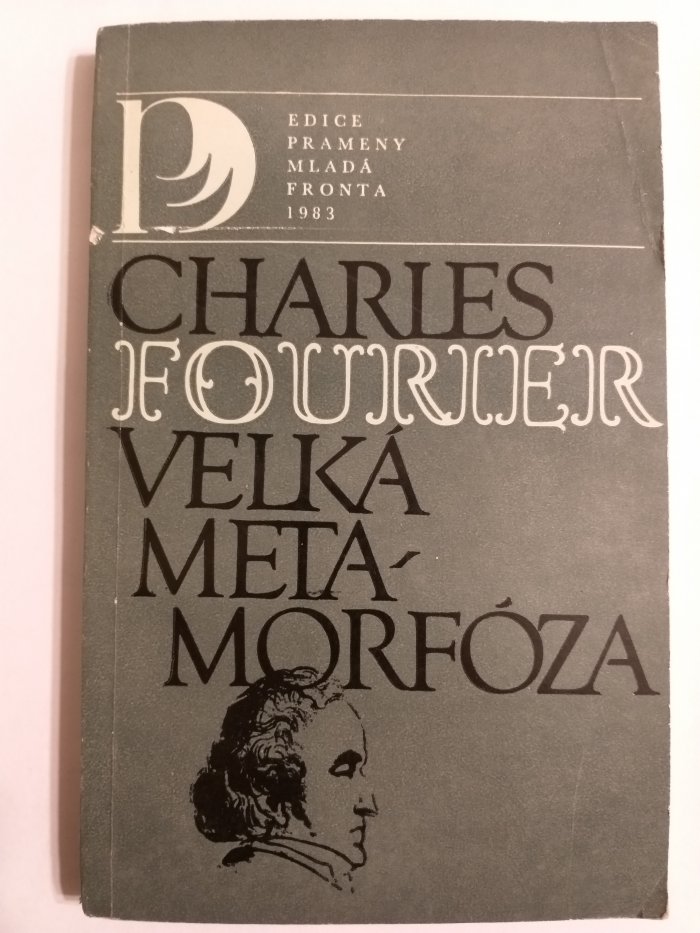 P
EDICE
PRAMENY
MLADÁ
FRONTA
1983
CHARLES
FOURIER
VELKÁ
META-
MORFÓZA